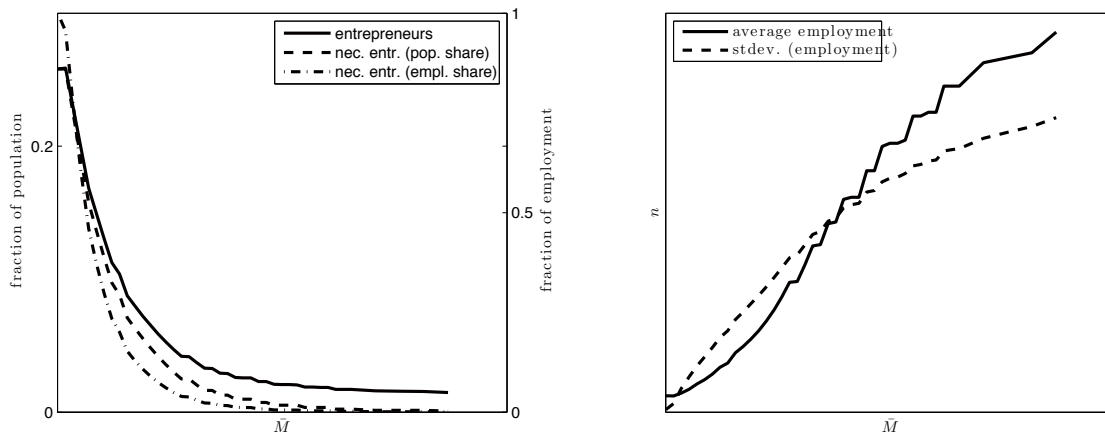 entrepreneurs
nec. entr. (pop. share)
nec. entr. (empl. share)
fraction of population
0.2
0
1
0.5
0
fraction of employment
M̄
average employment
stdev. (employment)
n
M̄